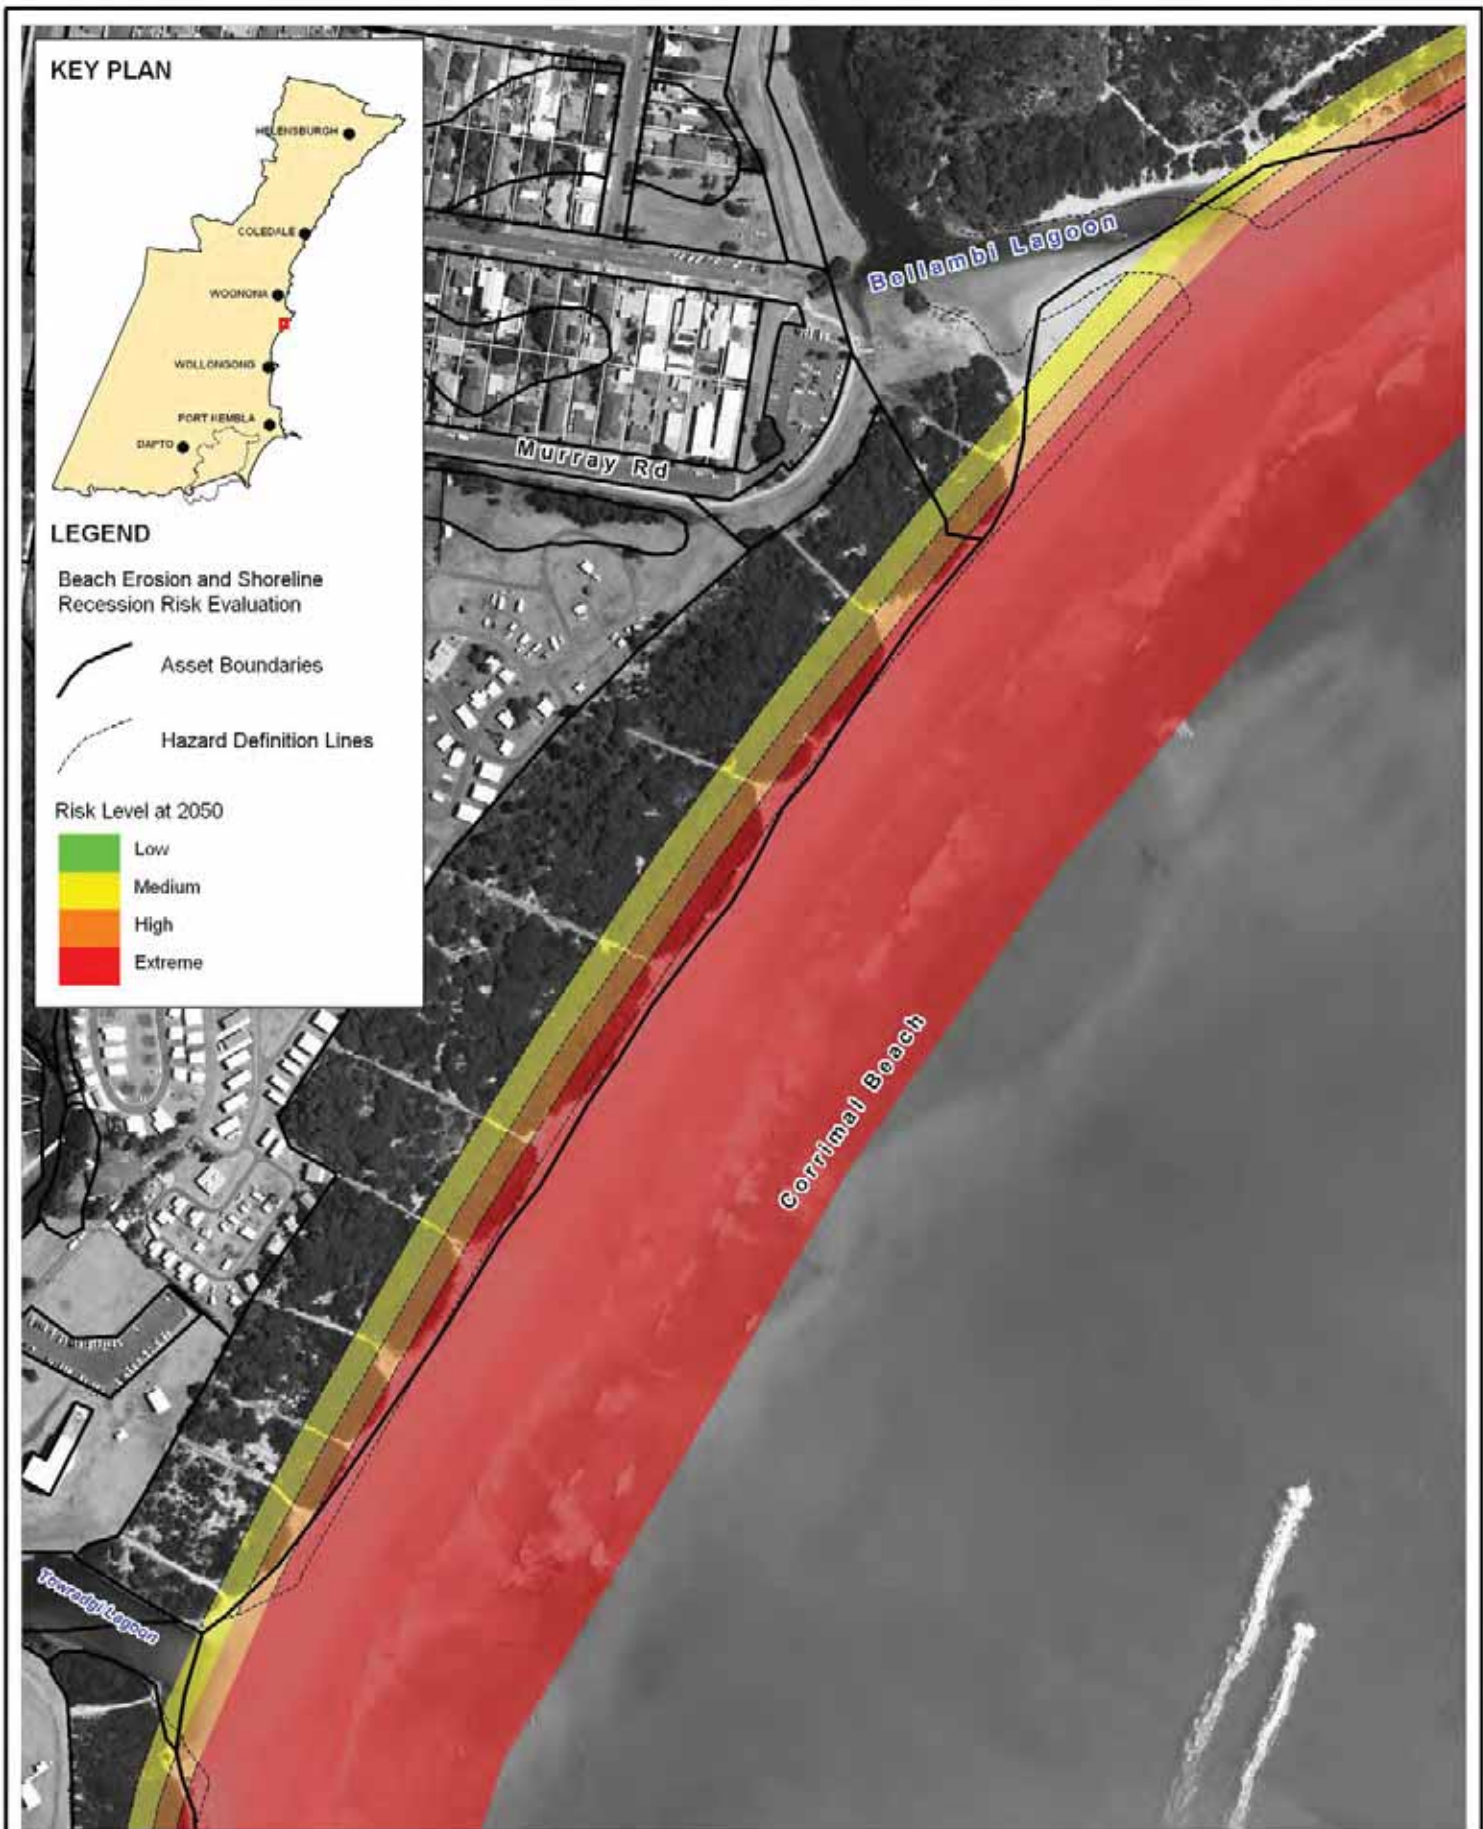 KEY PLAN
HELENSBURGH
COLEDALE
WOONONA
WOLLONGONG
PORT KEMBLA
DAPTO
LEGEND
Beach Erosion and Shoreline
Recession Risk Evaluation
Asset Boundaries
Hazard Definition Lines
Risk Level at 2050
Low
Medium
High
Extreme
Bellambi Lagoon
Murray Rd
Corrimal Beach
Towradgi Lagoon